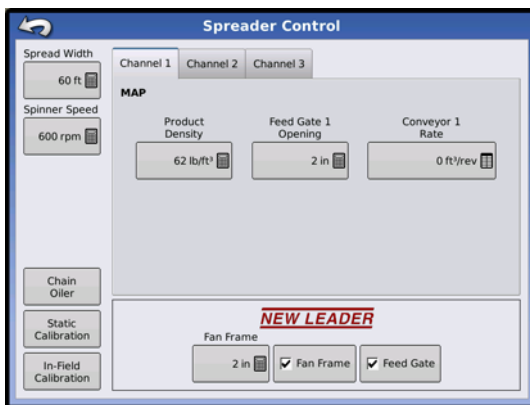 Spreader Control
Spread Width
60 ft
Spinner Speed
600 rpm
Channel 1
Channel 2
Channel 3
MAP
Product
Density
62 lb/ft³
Feed Gate 1
Opening
2 in
Conveyor 1
Rate
0 ft³/rev
Chain
Oiler
Static
Calibration
In-Field
Calibration
NEW LEADER
Fan Frame
2 in
Fan Frame
Feed Gate